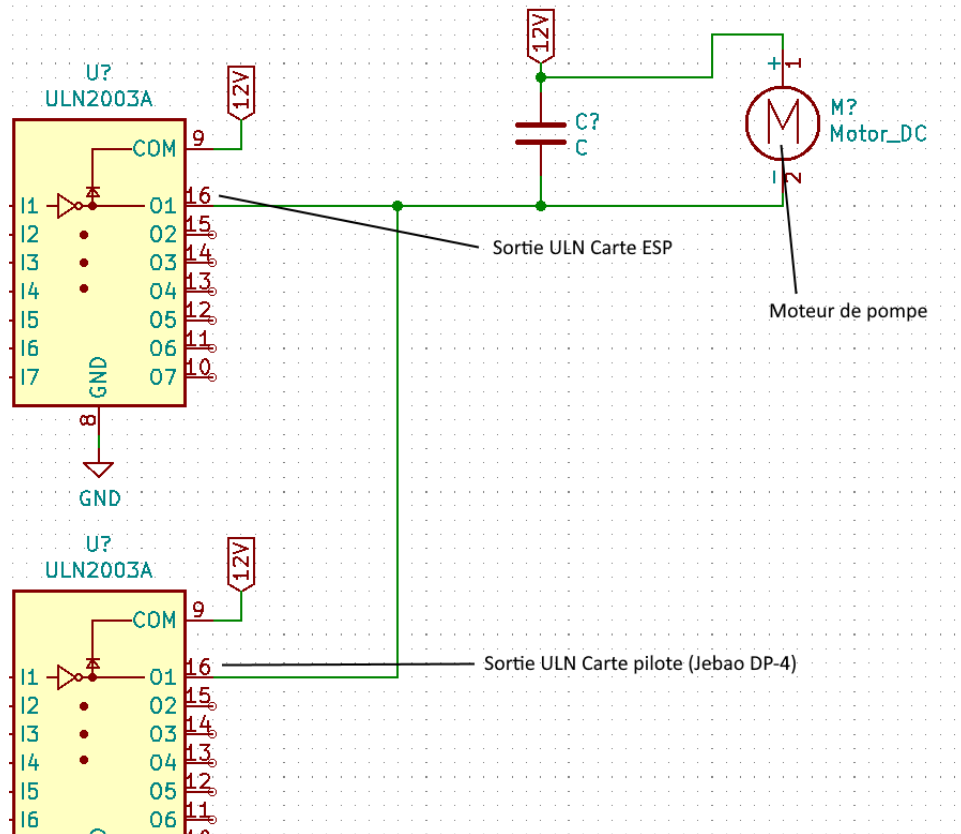 12V
U?
ULN2003A
12V
9
COM
16
I1 O1
15
I2 O2
14
I3 O3
13
I4 O4
12
I5 O5
11
I6 O6
10
I7 O7
GND
8
GND
C?
C
+ 1
M
M?
Motor_DC
2
Sortie ULN Carte ESP
Moteur de pompe
U?
ULN2003A
12V
9
COM
16
Sortie ULN Carte pilote (Jebao DP-4)
I1 O1
15
I2 O2
14
I3 O3
13
I4 O4
12
I5 O5
11
I6 O6